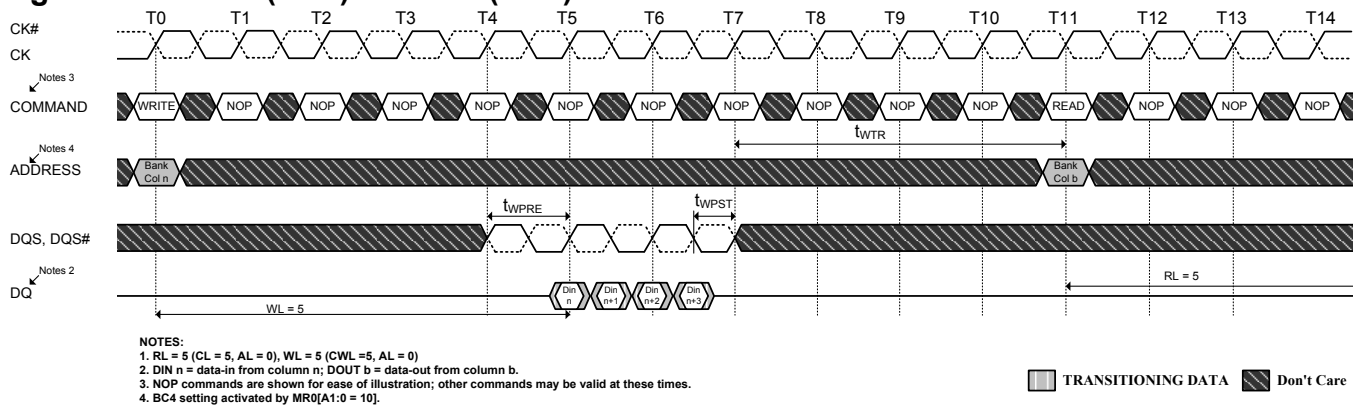 T0 T1 T2 T3 T4 T5 T6 T7 T8 T9 T10 T11 T12 T13 T14
CK#
CK
Notes 3
COMMAND
WRITE NOP NOP NOP NOP NOP NOP NOP NOP NOP NOP READ NOP NOP NOP
tWTR
Notes 4
ADDRESS
Bank Col n
Bank Col b
tWPRE
tWPST
DQS, DQS#
Notes 2
DQ
Din n
Din n+1
Din n+2
Din n+3
WL = 5
RL = 5
NOTES:
1. RL = 5 (CL = 5, AL = 0), WL = 5 (CWL =5, AL = 0)
2. DIN n = data-in from column n; DOUT b = data-out from column b.
3. NOP commands are shown for ease of illustration; other commands may be valid at these times.
4. BC4 setting activated by MR0[A1:0 = 10].
TRANSITIONING DATA
Don't Care